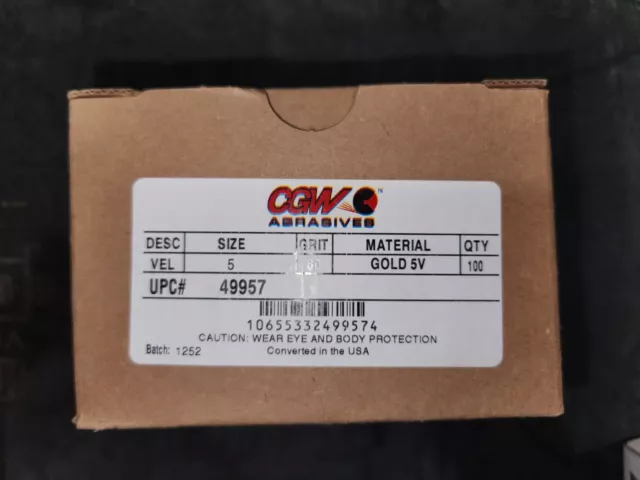 CGW ™
ABRASIVES
DESC SIZE GRIT MATERIAL QTY
VEL 5 GOLD 5V 100
UPC# 49957
10655332499574
CAUTION: WEAR EYE AND BODY PROTECTION
Batch: 1252 Converted in the USA